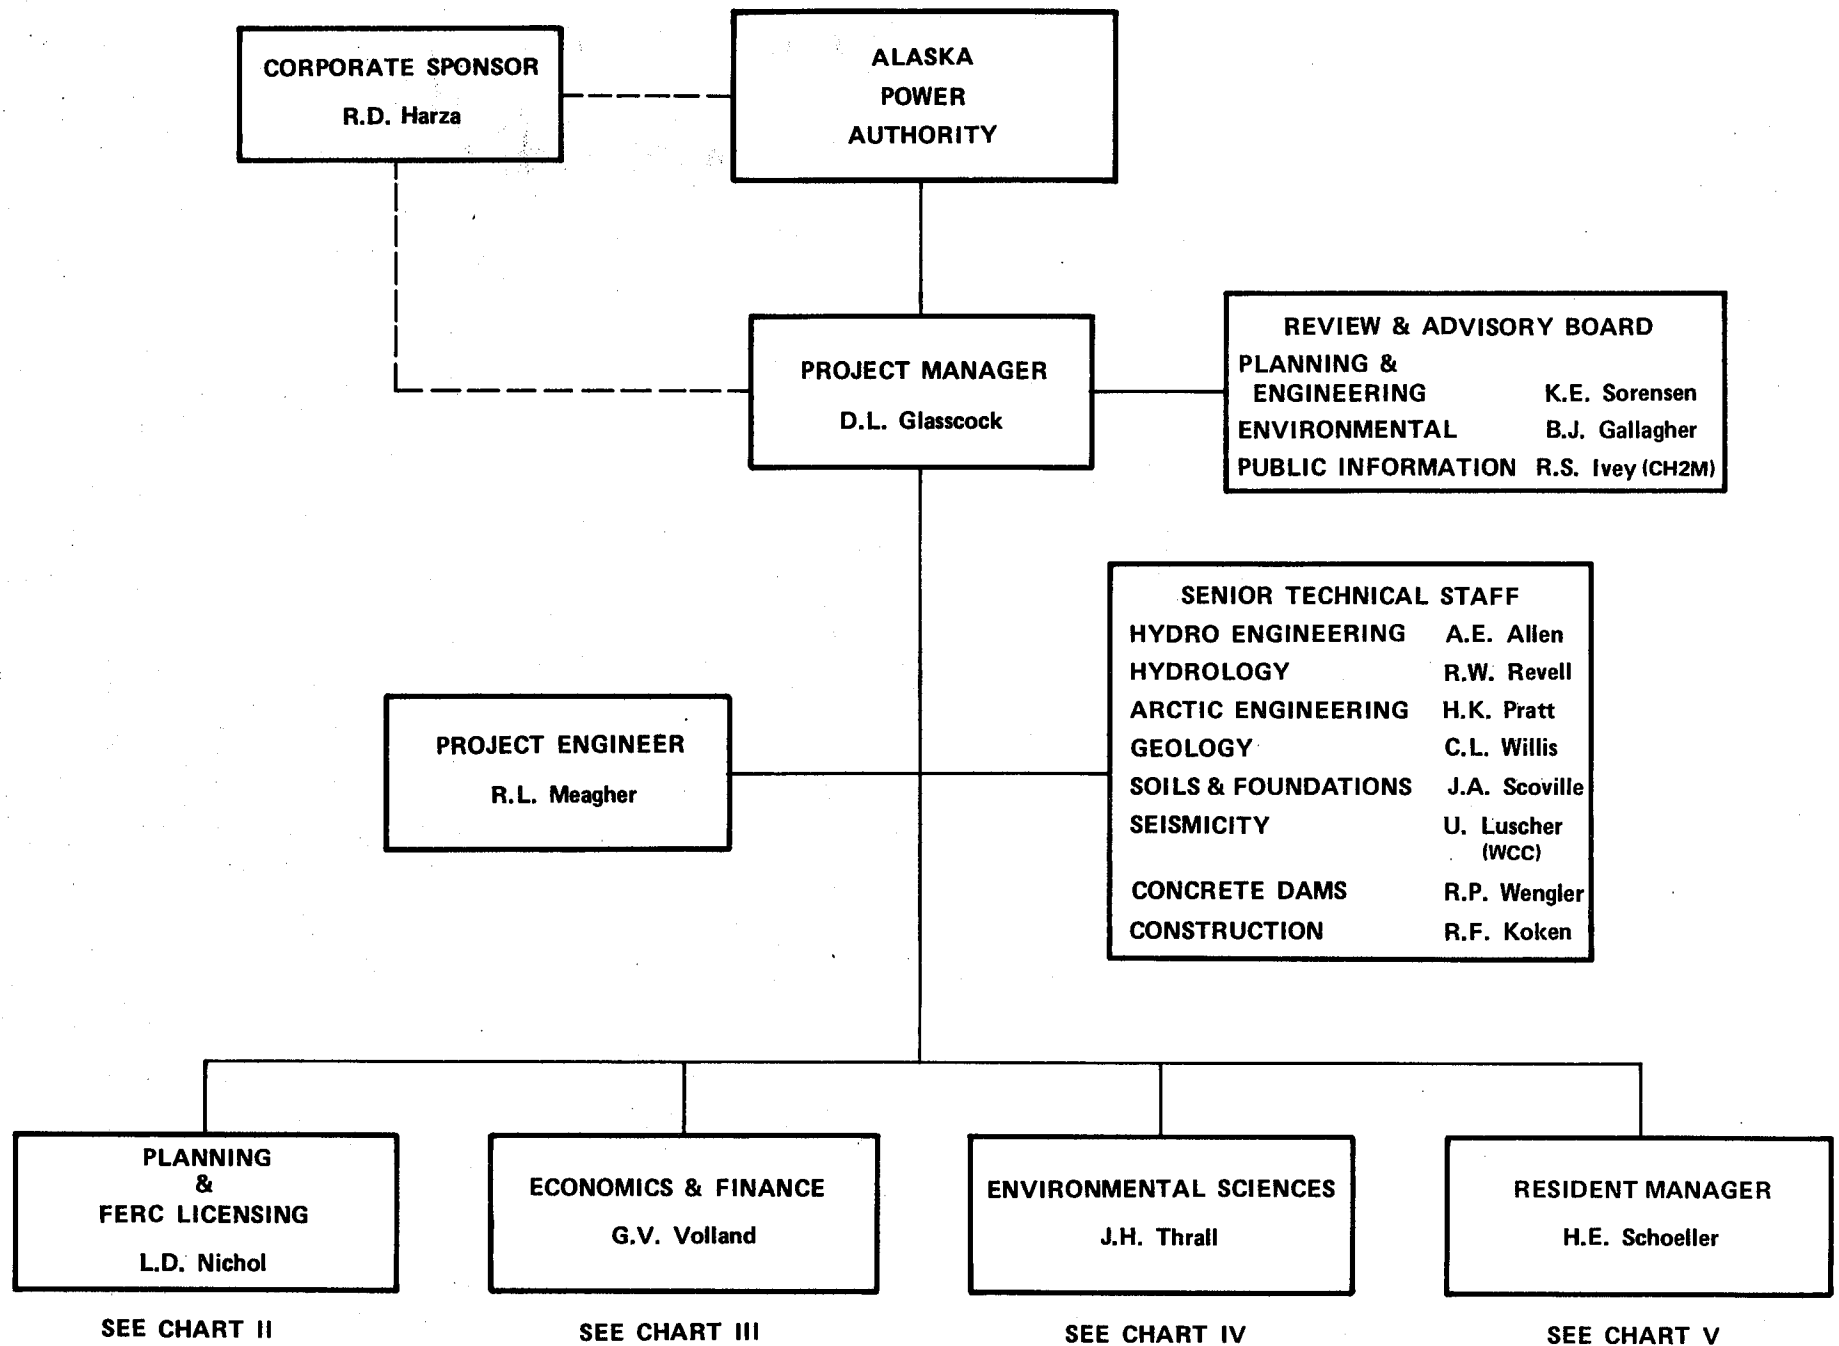 CORPORATE SPONSOR
R.D. Harza
ALASKA
POWER
AUTHORITY
PROJECT MANAGER
D.L. Glasscock
REVIEW & ADVISORY BOARD
PLANNING &
ENGINEERING K.E. Sorensen
ENVIRONMENTAL B.J. Gallagher
PUBLIC INFORMATION R.S. Ivey (CH2M)
SENIOR TECHNICAL STAFF
HYDRO ENGINEERING A.E. Allen
HYDROLOGY R.W. Revell
ARCTIC ENGINEERING H.K. Pratt
GEOLOGY C.L. Willis
SOILS & FOUNDATIONS J.A. Scoville
SEISMICITY U. Luscher
(WCC)
CONCRETE DAMS R.P. Wengler
CONSTRUCTION R.F. Koken
PROJECT ENGINEER
R.L. Meagher
PLANNING
&
FERC LICENSING
L.D. Nichol
SEE CHART II
ECONOMICS & FINANCE
G.V. Volland
SEE CHART III
ENVIRONMENTAL SCIENCES
J.H. Thrall
SEE CHART IV
RESIDENT MANAGER
H.E. Schoeller
SEE CHART V